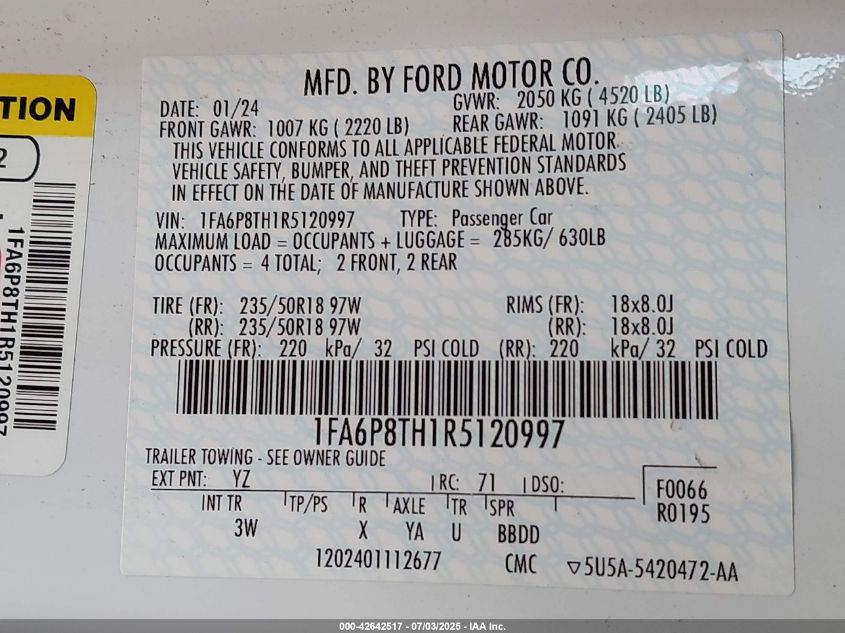 TION
2
1FA6P8TH1R5120997
MFD. BY FORD MOTOR CO.
DATE: 01/24 GVWR: 2050 KG ( 4520 LB)
FRONT GAWR: 1007 KG ( 2220 LB) REAR GAWR: 1091 KG ( 2405 LB)
THIS VEHICLE CONFORMS TO ALL APPLICABLE FEDERAL MOTOR
VEHICLE SAFETY, BUMPER, AND THEFT PREVENTION STANDARDS
IN EFFECT ON THE DATE OF MANUFACTURE SHOWN ABOVE.
VIN: 1FA6P8TH1R5120997 TYPE: Passenger Car
MAXIMUM LOAD = OCCUPANTS + LUGGAGE = 285KG/ 630LB
OCCUPANTS = 4 TOTAL; 2 FRONT, 2 REAR
TIRE (FR): 235/50R18 97W RIMS (FR): 18x8.0J
(RR): 235/50R18 97W (RR): 18x8.0J
PRESSURE (FR): 220 kPa/ 32 PSI COLD (RR): 220 kPa/ 32 PSI COLD
1FA6P8TH1R5120997
TRAILER TOWING - SEE OWNER GUIDE
EXT PNT: YZ RC: 71 DSO: F0066
INT TR TP/PS R AXLE TR SPR R0195
3W X YA U BBDD
1202401112677 CMC ▽5U5A-5420472-AA
000-42642517 - 07/03/2025 - IAA Inc.